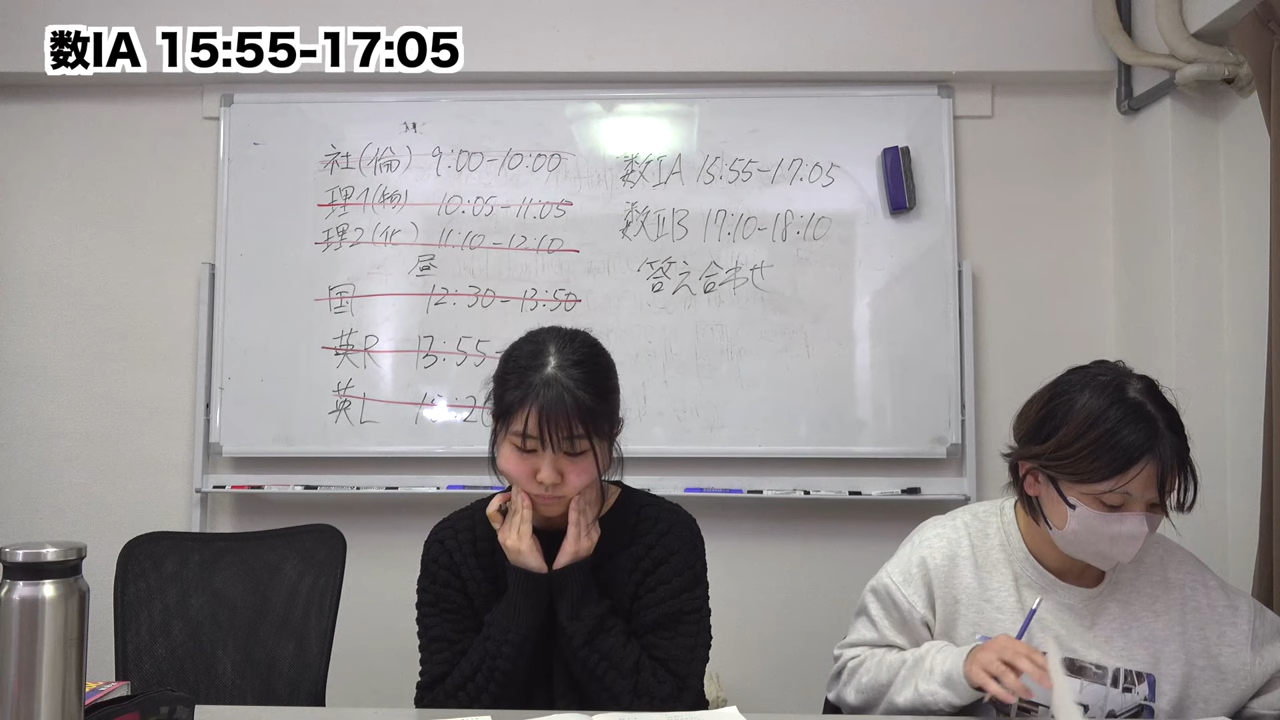 数IA 15:55-17:05
社(倫) 9:00-10:00
理1(物) 10:05-11:05
理2(化) 11:10-12:10
昼
国 12:30-13:50
英R 13:55-
英L 15:20
数IA 15:55-17:05
数IIB 17:10-18:10
答え合わせ